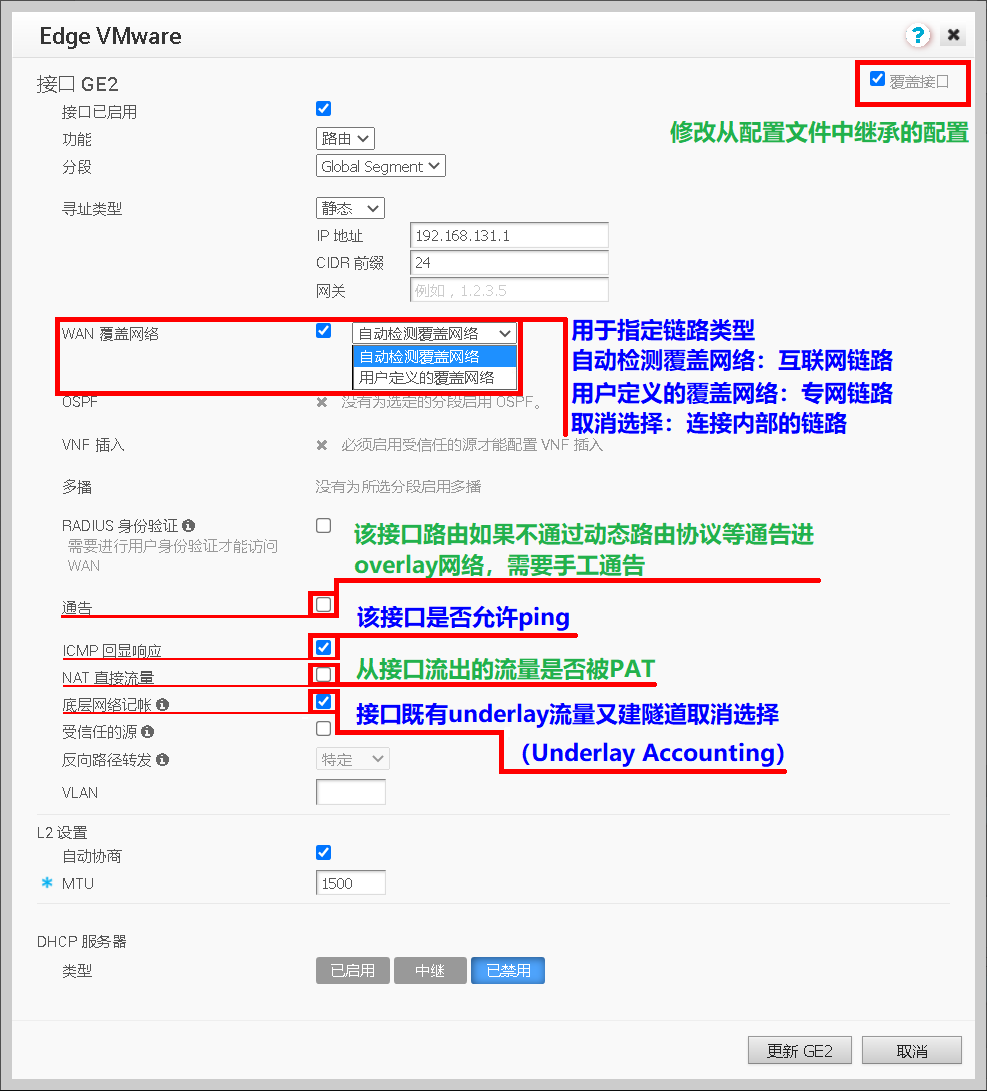 Edge VMware
?
接口 GE2
覆盖接口
接口已启用
修改从配置文件中继承的配置
功能
路由
分段
Global Segment
寻址类型
静态
IP 地址
192.168.131.1
CIDR 前缀
24
网关
例如，1.2.3.5
WAN 覆盖网络
自动检测覆盖网络
自动检测覆盖网络
用户定义的覆盖网络
用于指定链路类型
自动检测覆盖网络：互联网链路
用户定义的覆盖网络：专网链路
取消选择：连接内部的链路
OSPF
没有为选定的分段启用 OSPF。
VNF 插入
必须启用受信任的源才能配置 VNF 插入
多播
没有为所选分段启用多播
RADIUS 身份验证
需要进行用户身份验证才能访问
WAN
该接口路由如果不通过动态路由协议等通告进
overlay网络，需要手工通告
通告
该接口是否允许ping
ICMP 回显响应
NAT 直接流量
从接口流出的流量是否被PAT
底层网络记帐
接口既有underlay流量又建隧道取消选择
（Underlay Accounting）
受信任的源
反向路径转发
特定
VLAN
L2 设置
自动协商
* MTU
1500
DHCP 服务器
类型
已启用
中继
已禁用
更新 GE2
取消